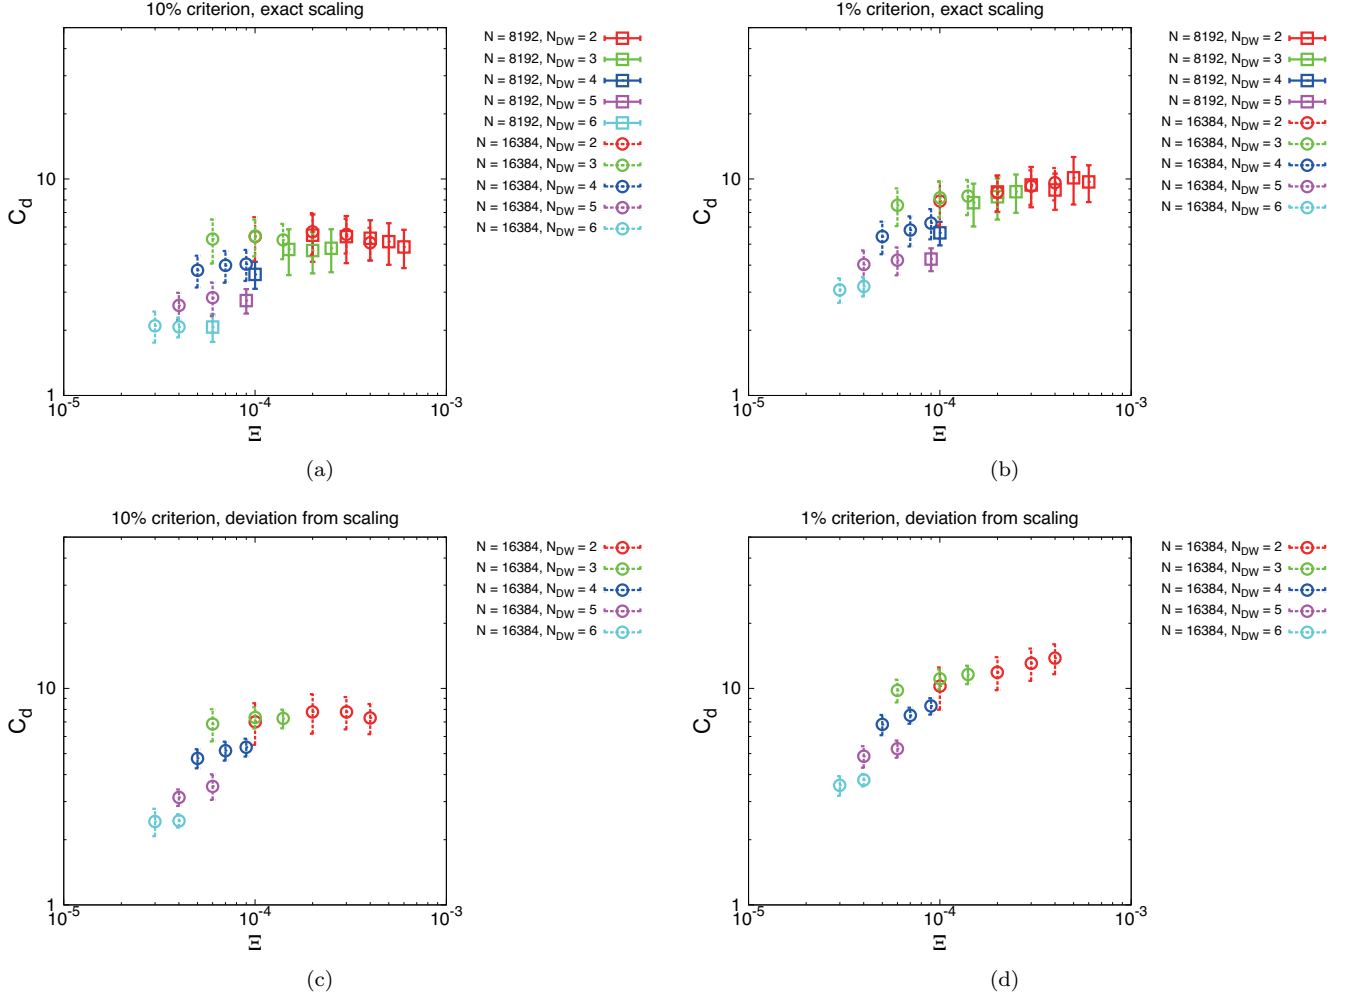 10% criterion, exact scaling
C_d
10
1
10^-5
10^-4
10^-3
Ξ
N = 8192, N_DW = 2
N = 8192, N_DW = 3
N = 8192, N_DW = 4
N = 8192, N_DW = 5
N = 8192, N_DW = 6
N = 16384, N_DW = 2
N = 16384, N_DW = 3
N = 16384, N_DW = 4
N = 16384, N_DW = 5
N = 16384, N_DW = 6
(a)
1% criterion, exact scaling
C_d
10
1
10^-5
10^-4
10^-3
Ξ
N = 8192, N_DW = 2
N = 8192, N_DW = 3
N = 8192, N_DW = 4
N = 8192, N_DW = 5
N = 16384, N_DW = 2
N = 16384, N_DW = 3
N = 16384, N_DW = 4
N = 16384, N_DW = 5
N = 16384, N_DW = 6
(b)
10% criterion, deviation from scaling
C_d
10
1
10^-5
10^-4
10^-3
Ξ
N = 16384, N_DW = 2
N = 16384, N_DW = 3
N = 16384, N_DW = 4
N = 16384, N_DW = 5
N = 16384, N_DW = 6
(c)
1% criterion, deviation from scaling
C_d
10
1
10^-5
10^-4
10^-3
Ξ
N = 16384, N_DW = 2
N = 16384, N_DW = 3
N = 16384, N_DW = 4
N = 16384, N_DW = 5
N = 16384, N_DW = 6
(d)